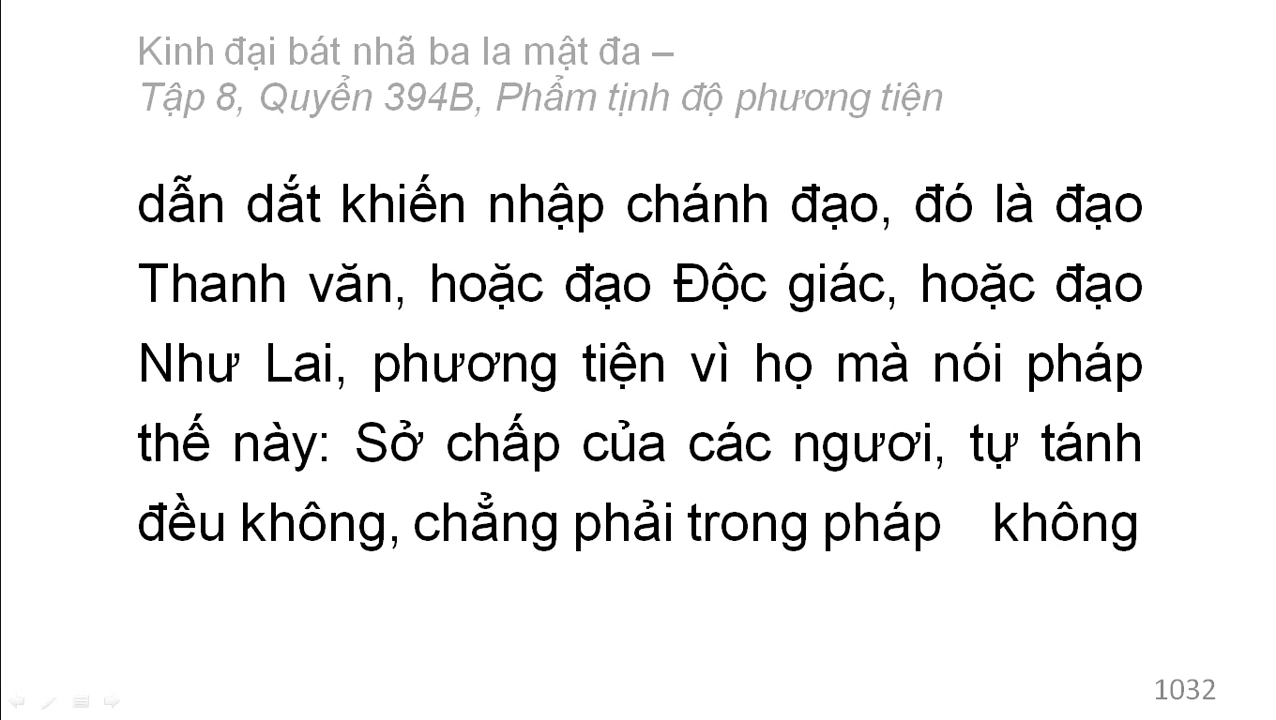 Kinh đại bát nhã ba la mật đa –
Tập 8, Quyển 394B, Phẩm tịnh độ phương tiện
dẫn dắt khiến nhập chánh đạo, đó là đạo
Thanh văn, hoặc đạo Độc giác, hoặc đạo
Như Lai, phương tiện vì họ mà nói pháp
thế này: Sở chấp của các ngươi, tự tánh
đều không, chẳng phải trong pháp không
1032